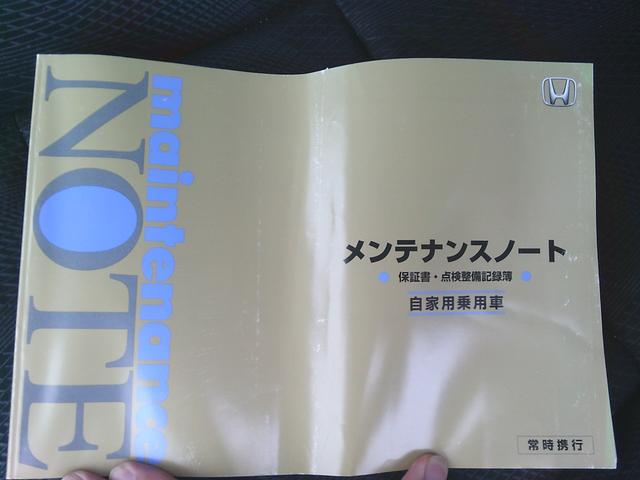 maintenance
NOTE
メンテナンスノート
保証書・点検整備記録簿
自家用乗用車
常時携行